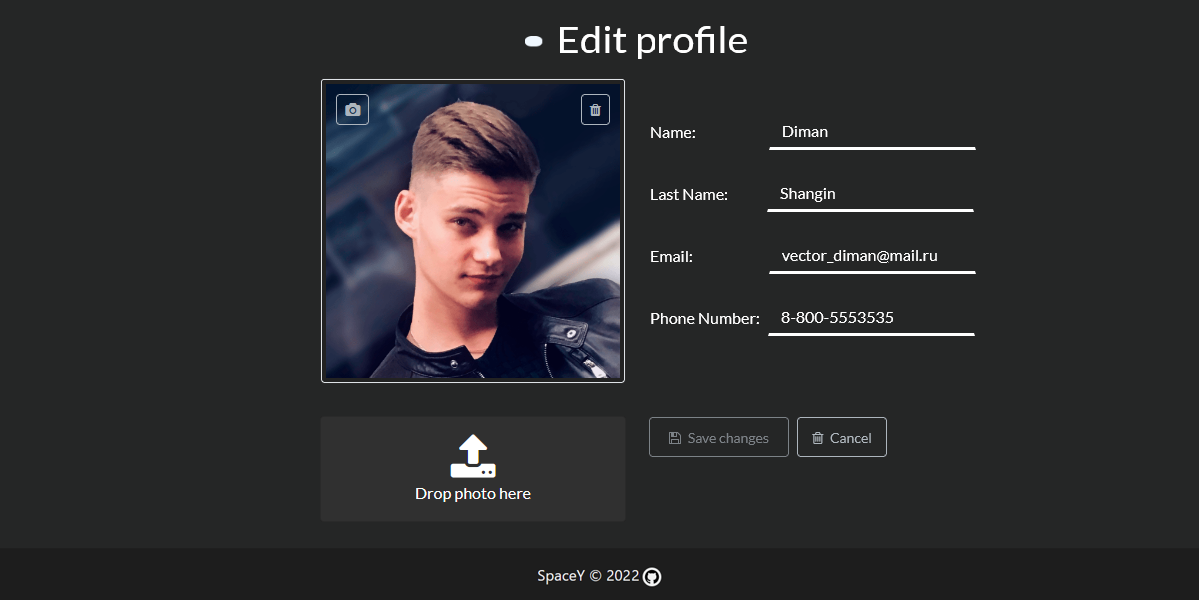 Edit profile
Name: Diman
Last Name: Shangin
Email: vector_diman@mail.ru
Phone Number: 8-800-5553535
Save changes Cancel
Drop photo here
SpaceY © 2022